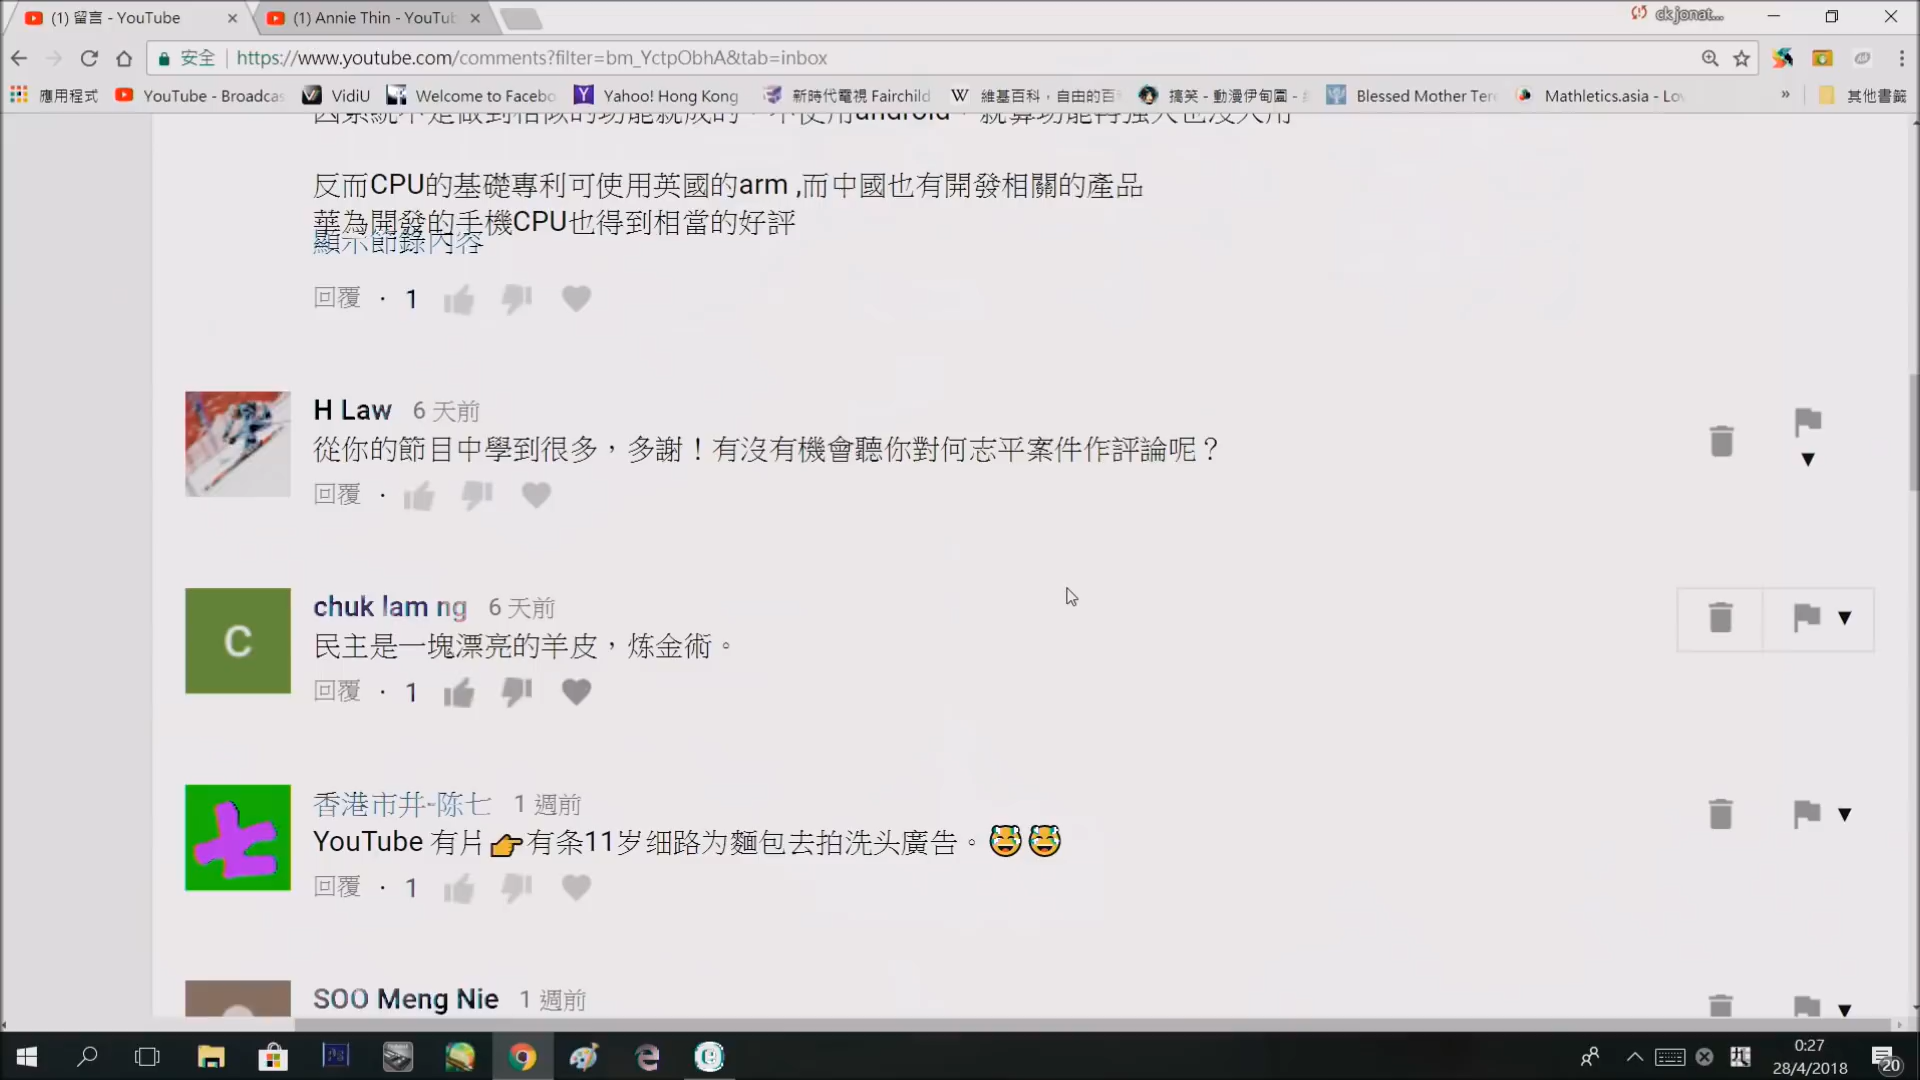 (1) 留言 - YouTube
(1) Annie Thin - YouTu
ckjonat...
安全
https://www.youtube.com/comments?filter=bm_YctpObhA&tab=inbox
應用程式
YouTube - Broadcas
VidiU
Welcome to Facebo
Yahoo! Hong Kong
新時代電視 Fairchild
W 維基百科，自由的百
搞笑 - 動漫伊甸園 -
Blessed Mother Ter
Mathletics.asia - Lo
»
其他書籤
反而CPU的基礎專利可使用英國的arm ,而中國也有開發相關的產品
華為開發的手機CPU也得到相當的好評
顯示節錄內容
回覆 · 1
H Law 6 天前
從你的節目中學到很多，多謝！有沒有機會聽你對何志平案件作評論呢？
回覆 ·
C
chuk lam ng 6 天前
民主是一塊漂亮的羊皮，炼金術。
回覆 · 1
七
香港市井-陈七 1 週前
YouTube 有片👉有条11岁细路为麵包去拍洗头廣告。😂😂
回覆 · 1
SOO Meng Nie 1 週前
0:27
28/4/2018
20